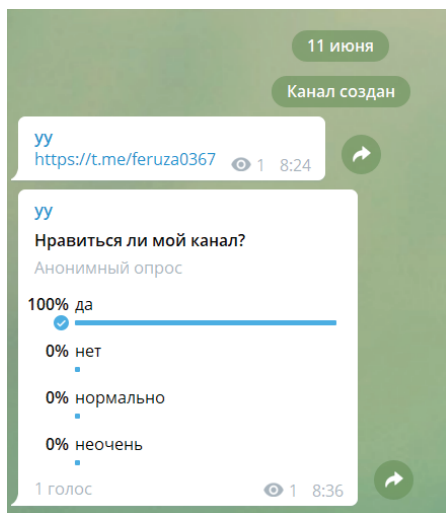 11 июня
Канал создан
уу
https://t.me/feruza0367 1 8:24
уу
Нравиться ли мой канал?
Анонимный опрос
100% да
0% нет
0% нормально
0% неочень
1 голос 1 8:36